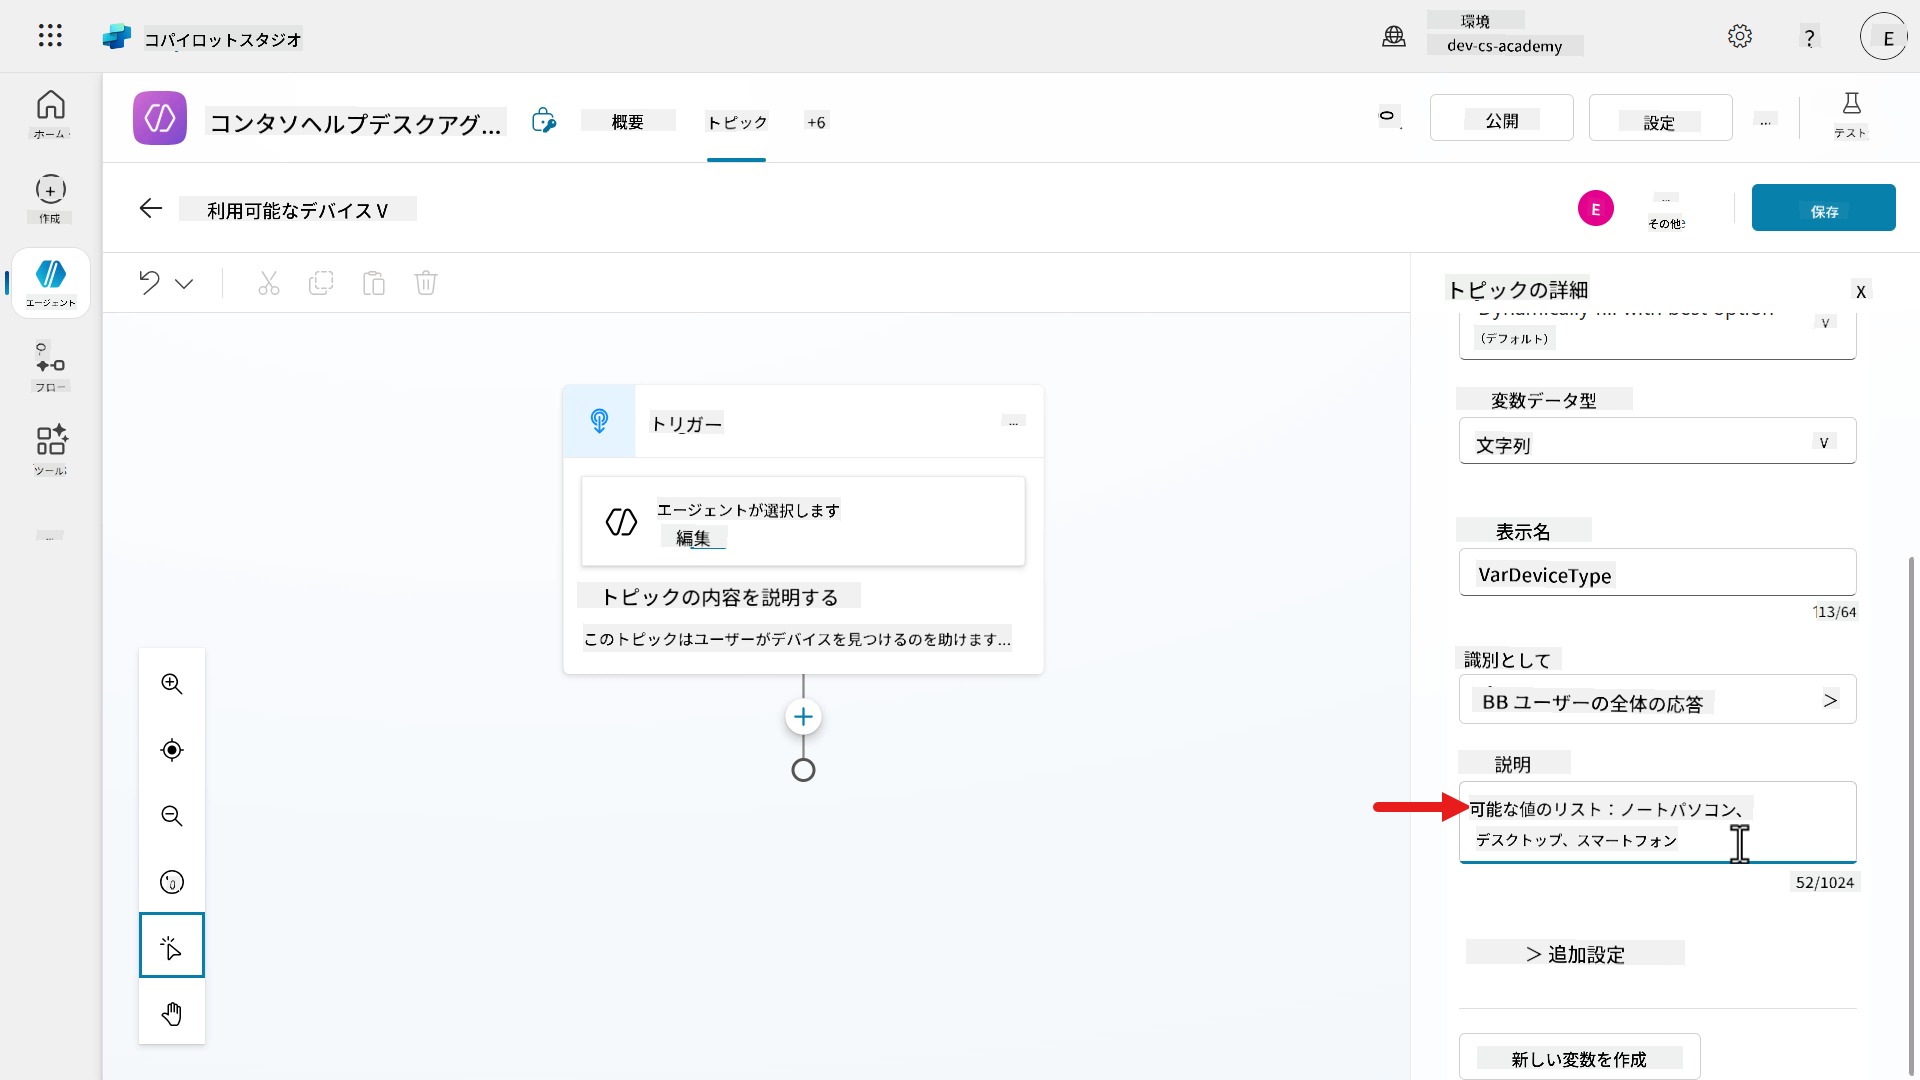 コパイロットスタジオ
環境
dev-cs-academy
?
E
ホーム
作成
エージェント
フロー
ツール
...
コンタソヘルプデスクアグ...
概要
トピック
+6
公開
設定
...
テスト
利用可能なデバイス V
E
...
その他
保存
トリガー
...
エージェントが選択します
編集
トピックの内容を説明する
このトピックはユーザーがデバイスを見つけるのを助けます...
トピックの詳細
X
Dynamically fill with best option
（デフォルト）
V
変数データ型
文字列
V
表示名
VarDeviceType
13/64
識別として
BB ユーザーの全体の応答
>
説明
可能な値のリスト：ノートパソコン、
デスクトップ、スマートフォン
52/1024
> 追加設定
新しい変数を作成